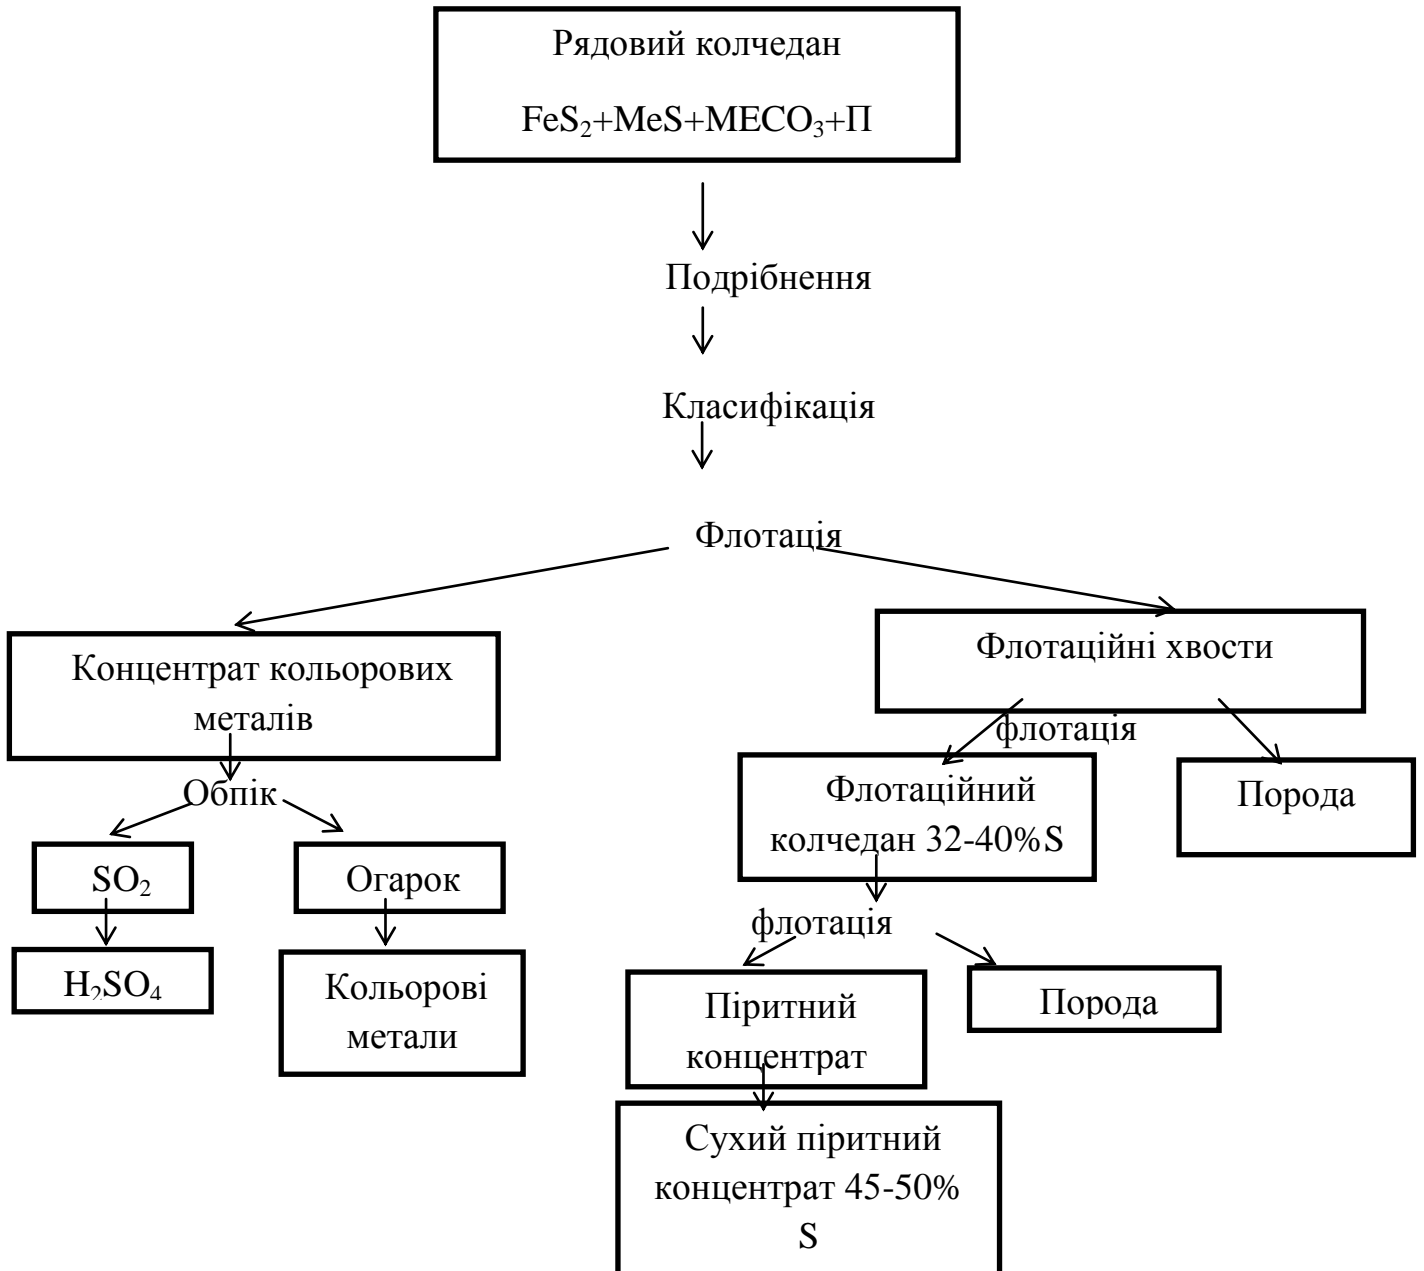 Рядовий колчедан
FeS₂+MeS+MECO₃+П
Подрібнення
Класифікація
Флотація
Концентрат кольорових
металів
Флотаційні хвости
флотація
Обпік
Флотаційний
колчедан 32-40%S
Порода
SO₂
Огарок
флотація
H₂SO₄
Кольорові
метали
Піритний
концентрат
Порода
Сухий піритний
концентрат 45-50%
S